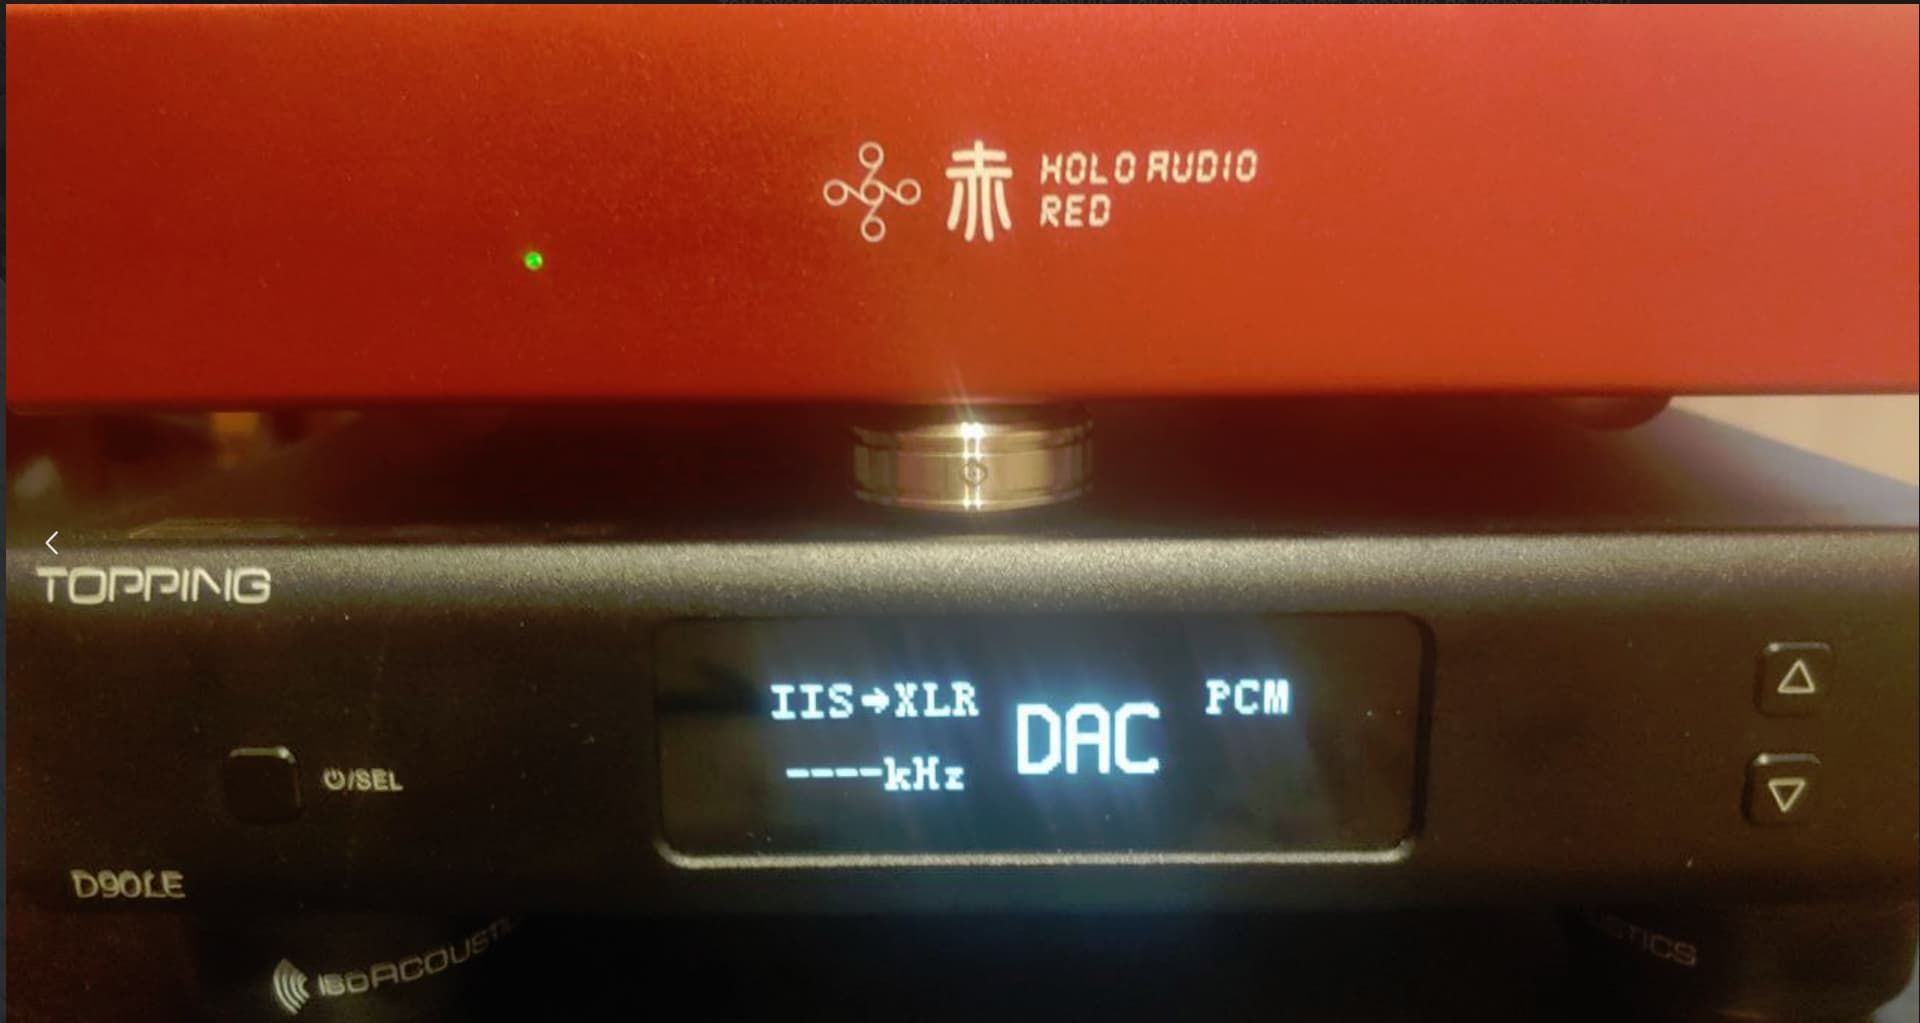 赤
HOLO AUDIO
RED
TOPPING
IIS→XLR
DAC
PCM
----kHz
/SEL
D90LE
ISOACOUSTI
STICS